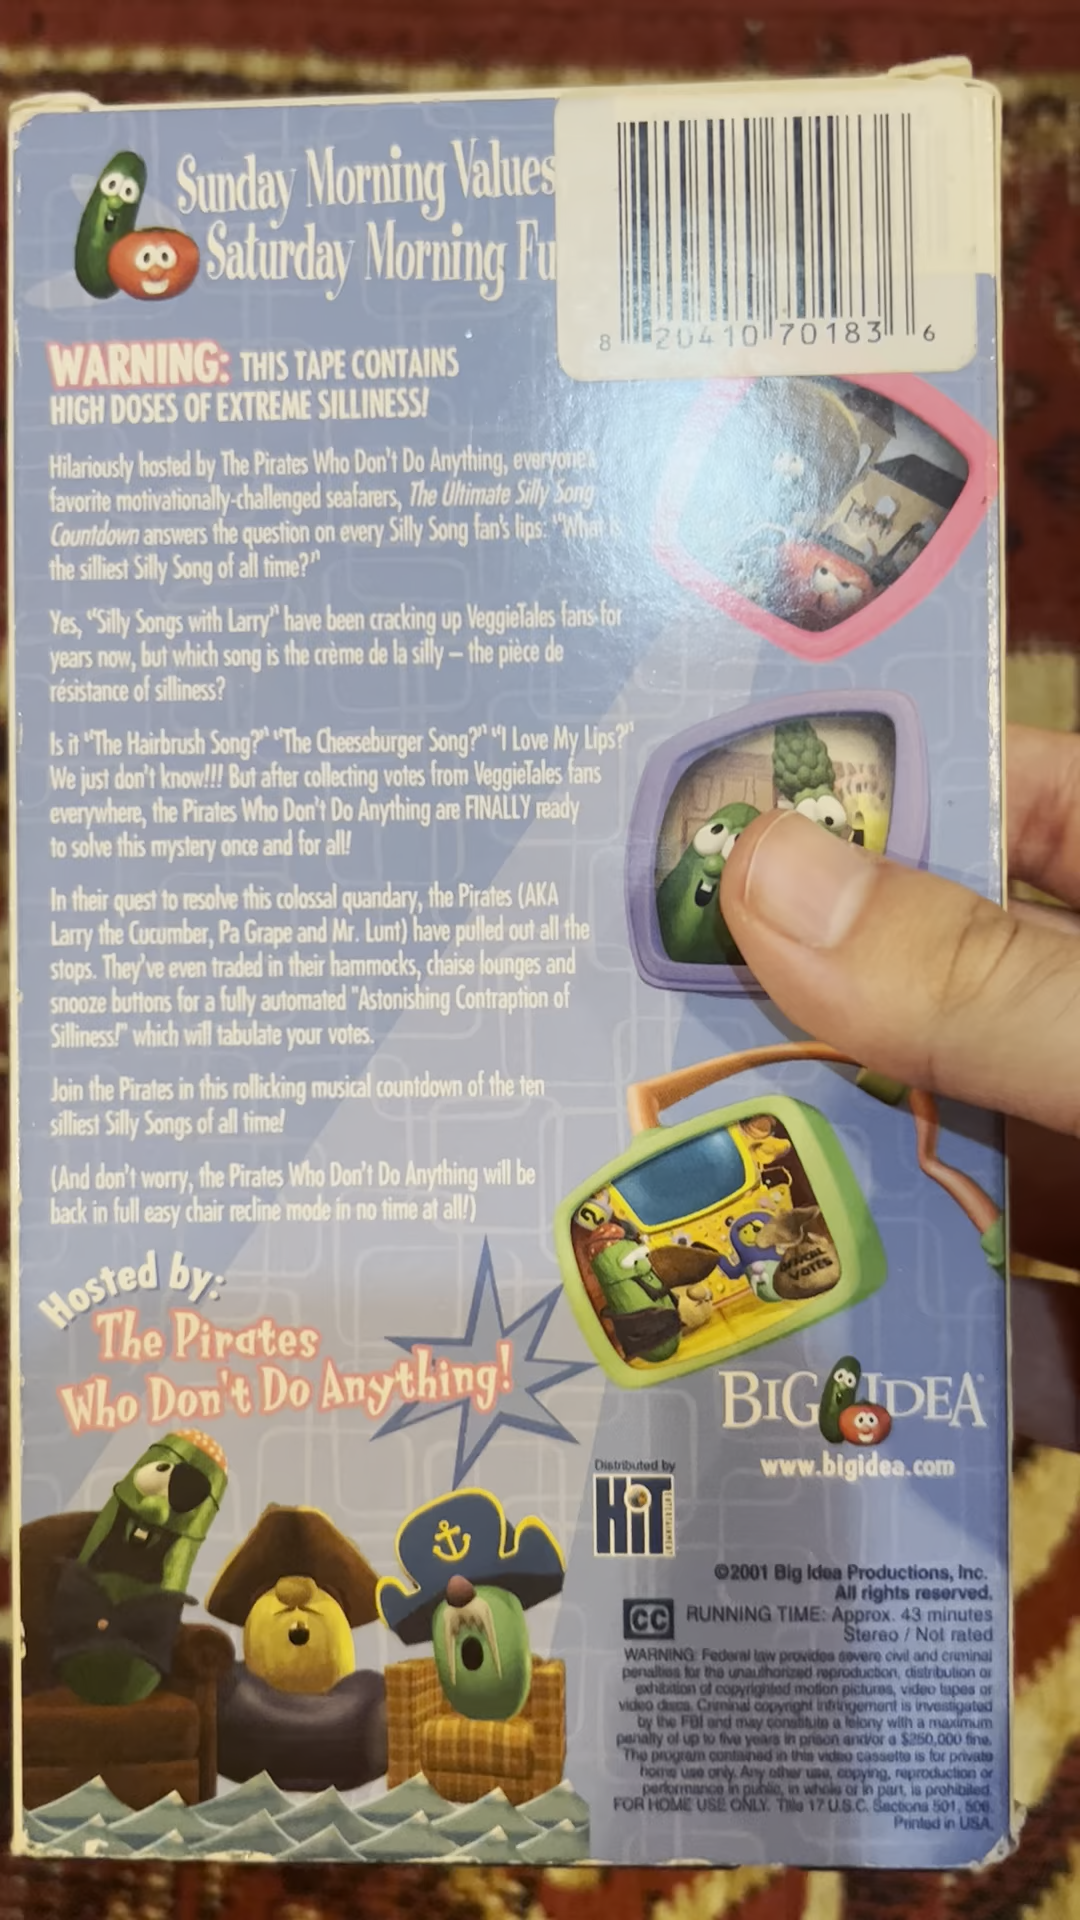 Sunday Morning Values
Saturday Morning Fu
8 20410 70183 6
WARNING: THIS TAPE CONTAINS
HIGH DOSES OF EXTREME SILLINESS!
Hilariously hosted by The Pirates Who Don't Do Anything, everyone's
favorite motivationally-challenged seafarers, The Ultimate Silly Song
Countdown answers the question on every Silly Song fan's lips: "What is
the silliest Silly Song of all time?"
Yes, "Silly Songs with Larry" have been cracking up VeggieTales fans for
years now, but which song is the crème de la silly – the pièce de
résistance of silliness?
Is it "The Hairbrush Song?" "The Cheeseburger Song?" "I Love My Lips?"
We just don't know!!! But after collecting votes from VeggieTales fans
everywhere, the Pirates Who Don't Do Anything are FINALLY ready
to solve this mystery once and for all!
In their quest to resolve this colossal quandary, the Pirates (AKA
Larry the Cucumber, Pa Grape and Mr. Lunt) have pulled out all the
stops. They've even traded in their hammocks, chaise lounges and
snooze buttons for a fully automated "Astonishing Contraption of
Silliness!" which will tabulate your votes.
Join the Pirates in this rollicking musical countdown of the ten
silliest Silly Songs of all time!
(And don't worry, the Pirates Who Don't Do Anything will be
back in full easy chair recline mode in no time at all!)
2
OFFICIAL
VOTES
Hosted by:
The Pirates
Who Don't Do Anything!
BIG IDEA
www.bigidea.com
Distributed by
HiT
ENTERTAINMENT
©2001 Big Idea Productions, Inc.
All rights reserved.
CC RUNNING TIME: Approx. 43 minutes
Stereo / Not rated
WARNING: Federal law provides severe civil and criminal
penalties for the unauthorized reproduction, distribution or
exhibition of copyrighted motion pictures, video tapes or
video discs. Criminal copyright infringement is investigated
by the FBI and may constitute a felony with a maximum
penalty of up to five years in prison and/or a $250,000 fine.
The program contained in this video cassette is for private
home use only. Any other use, copying, reproduction or
performance in public, in whole or in part, is prohibited.
FOR HOME USE ONLY. Title 17 U.S.C. Sections 501, 506.
Printed in USA.